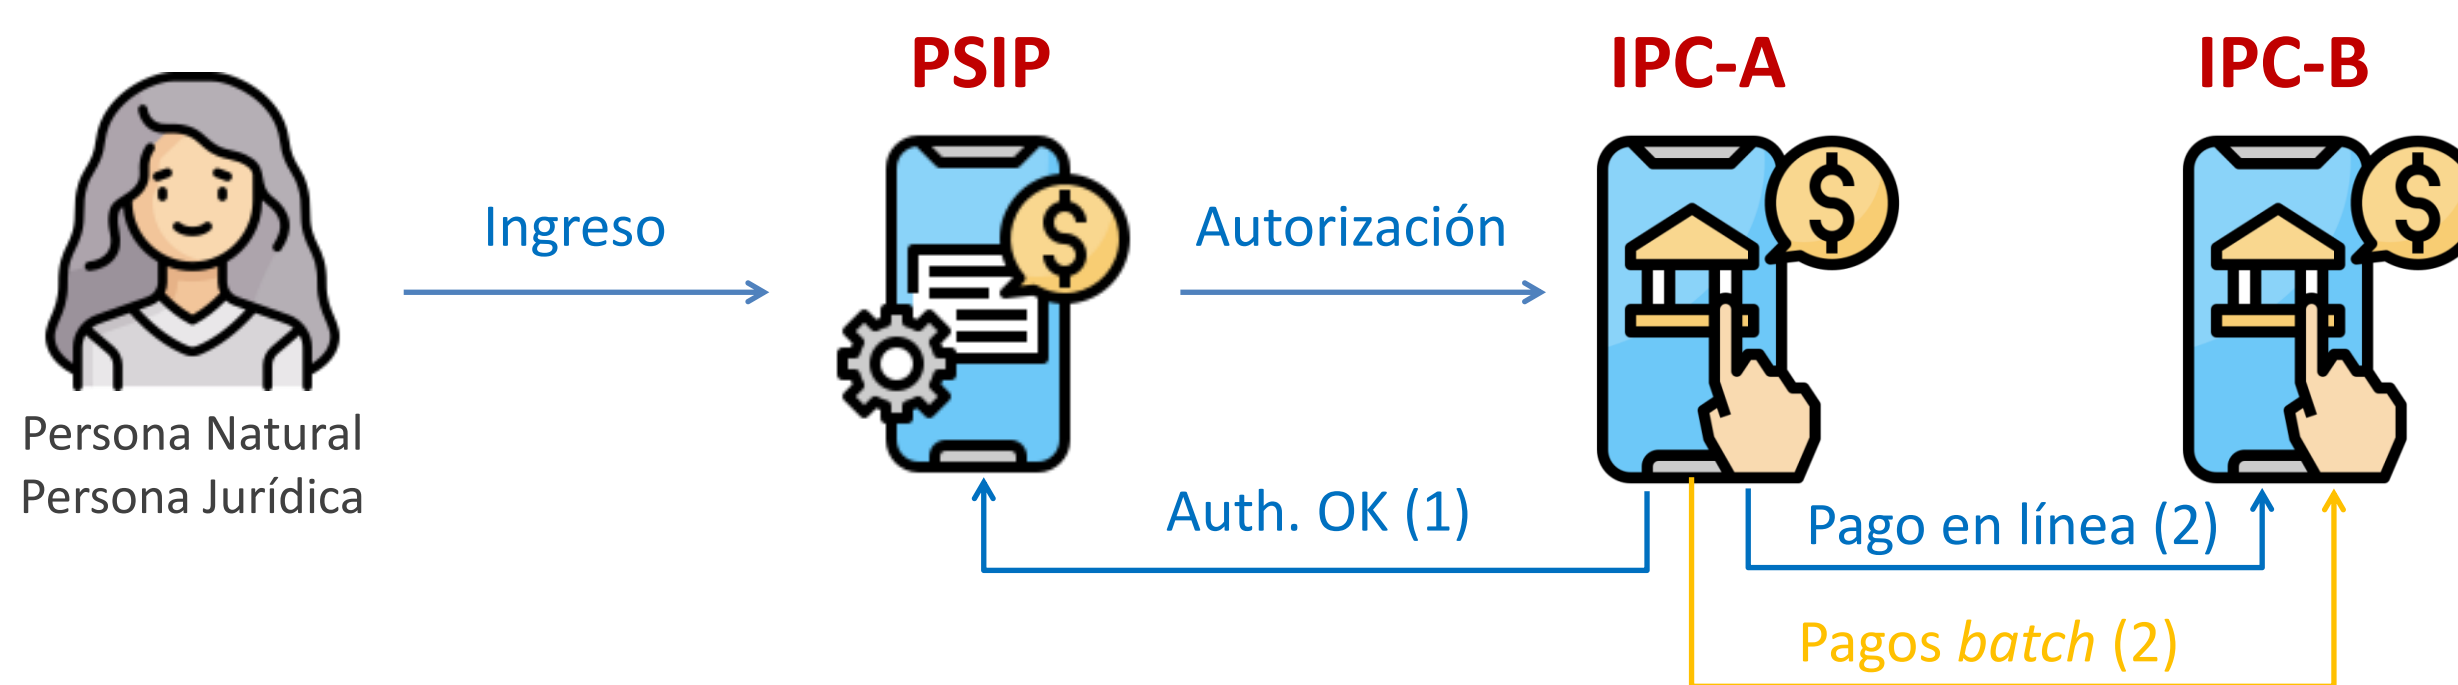 PSIP
IPC-A
IPC-B
Ingreso
Autorización
Persona Natural
Persona Jurídica
Auth. OK (1)
Pago en línea (2)
Pagos batch (2)